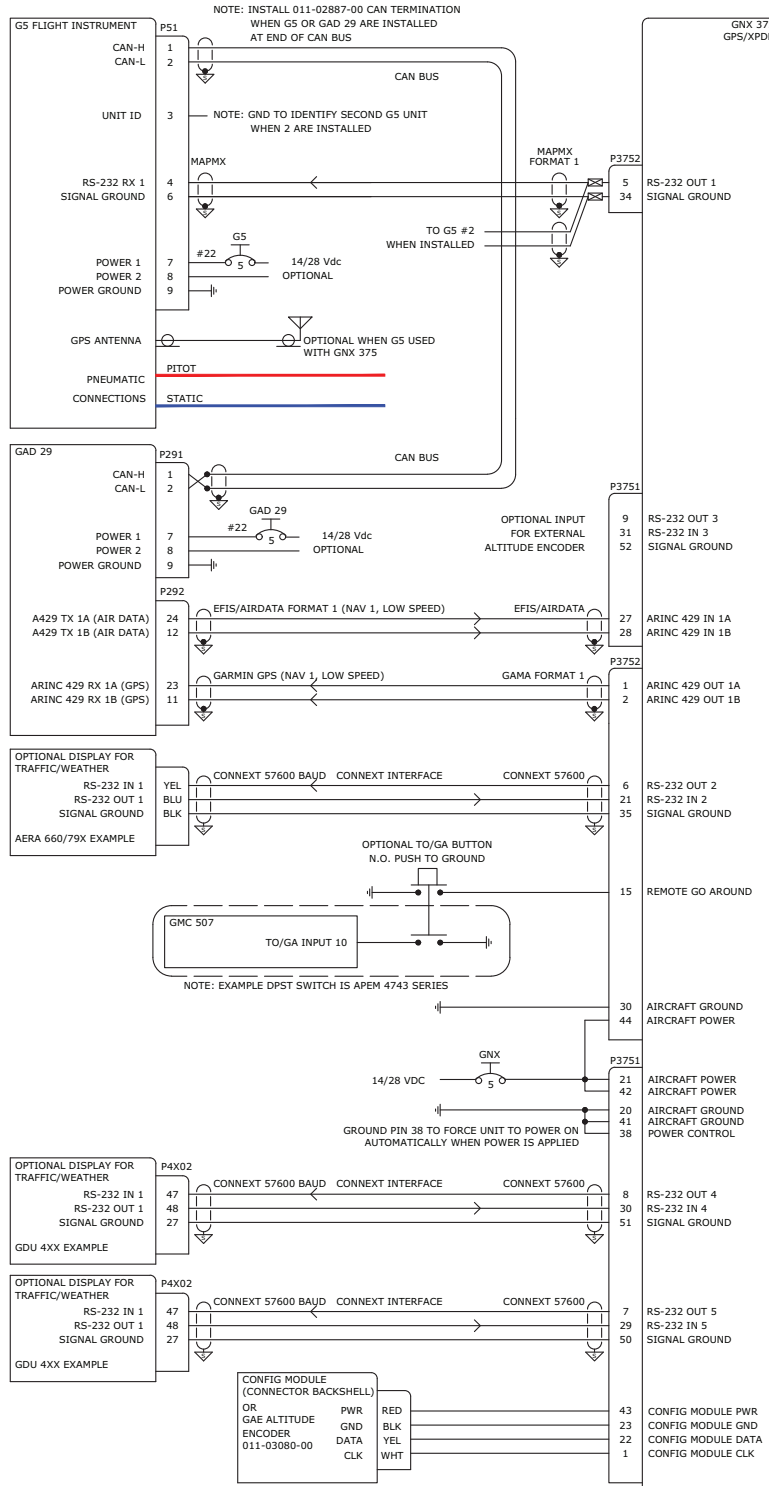 NOTE: INSTALL 011-02887-00 CAN TERMINATION
WHEN G5 OR GAD 29 ARE INSTALLED
AT END OF CAN BUS
G5 FLIGHT INSTRUMENT
P51
GNX 37
GPS/XPD
CAN-H 1
CAN-L 2
CAN BUS
UNIT ID 3
NOTE: GND TO IDENTIFY SECOND G5 UNIT
WHEN 2 ARE INSTALLED
MAPMX
MAPMX
FORMAT 1
P3752
RS-232 RX 1 4
5 RS-232 OUT 1
SIGNAL GROUND 6
34 SIGNAL GROUND
TO G5 #2
WHEN INSTALLED
G5
#22
5
POWER 1 7
14/28 Vdc
POWER 2 8
OPTIONAL
POWER GROUND 9
GPS ANTENNA
OPTIONAL WHEN G5 USED
WITH GNX 375
PITOT
PNEUMATIC
CONNECTIONS
STATIC
GAD 29
P291
CAN BUS
CAN-H 1
CAN-L 2
P3751
GAD 29
#22
5
POWER 1 7
14/28 Vdc
POWER 2 8
OPTIONAL
POWER GROUND 9
OPTIONAL INPUT
FOR EXTERNAL
ALTITUDE ENCODER
9 RS-232 OUT 3
31 RS-232 IN 3
52 SIGNAL GROUND
P292
EFIS/AIRDATA FORMAT 1 (NAV 1, LOW SPEED)
EFIS/AIRDATA
A429 TX 1A (AIR DATA) 24
27 ARINC 429 IN 1A
A429 TX 1B (AIR DATA) 12
28 ARINC 429 IN 1B
P3752
GARMIN GPS (NAV 1, LOW SPEED)
GAMA FORMAT 1
ARINC 429 RX 1A (GPS) 23
1 ARINC 429 OUT 1A
ARINC 429 RX 1B (GPS) 11
2 ARINC 429 OUT 1B
OPTIONAL DISPLAY FOR
TRAFFIC/WEATHER
CONNEXT 57600 BAUD CONNEXT INTERFACE CONNEXT 57600
RS-232 IN 1 YEL
6 RS-232 OUT 2
RS-232 OUT 1 BLU
21 RS-232 IN 2
SIGNAL GROUND BLK
35 SIGNAL GROUND
AERA 660/79X EXAMPLE
OPTIONAL TO/GA BUTTON
N.O. PUSH TO GROUND
15 REMOTE GO AROUND
GMC 507
TO/GA INPUT 10
NOTE: EXAMPLE DPST SWITCH IS APEM 4743 SERIES
30 AIRCRAFT GROUND
44 AIRCRAFT POWER
P3751
GNX
14/28 VDC
5
21 AIRCRAFT POWER
42 AIRCRAFT POWER
20 AIRCRAFT GROUND
41 AIRCRAFT GROUND
38 POWER CONTROL
GROUND PIN 38 TO FORCE UNIT TO POWER ON
AUTOMATICALLY WHEN POWER IS APPLIED
OPTIONAL DISPLAY FOR
TRAFFIC/WEATHER
P4X02
CONNEXT 57600 BAUD CONNEXT INTERFACE CONNEXT 57600
RS-232 IN 1 47
8 RS-232 OUT 4
RS-232 OUT 1 48
30 RS-232 IN 4
SIGNAL GROUND 27
51 SIGNAL GROUND
GDU 4XX EXAMPLE
OPTIONAL DISPLAY FOR
TRAFFIC/WEATHER
P4X02
CONNEXT 57600 BAUD CONNEXT INTERFACE CONNEXT 57600
RS-232 IN 1 47
7 RS-232 OUT 5
RS-232 OUT 1 48
29 RS-232 IN 5
SIGNAL GROUND 27
50 SIGNAL GROUND
GDU 4XX EXAMPLE
CONFIG MODULE
(CONNECTOR BACKSHELL)
OR
GAE ALTITUDE
ENCODER
011-03080-00
PWR RED
43 CONFIG MODULE PWR
GND BLK
23 CONFIG MODULE GND
DATA YEL
22 CONFIG MODULE DATA
CLK WHT
1 CONFIG MODULE CLK